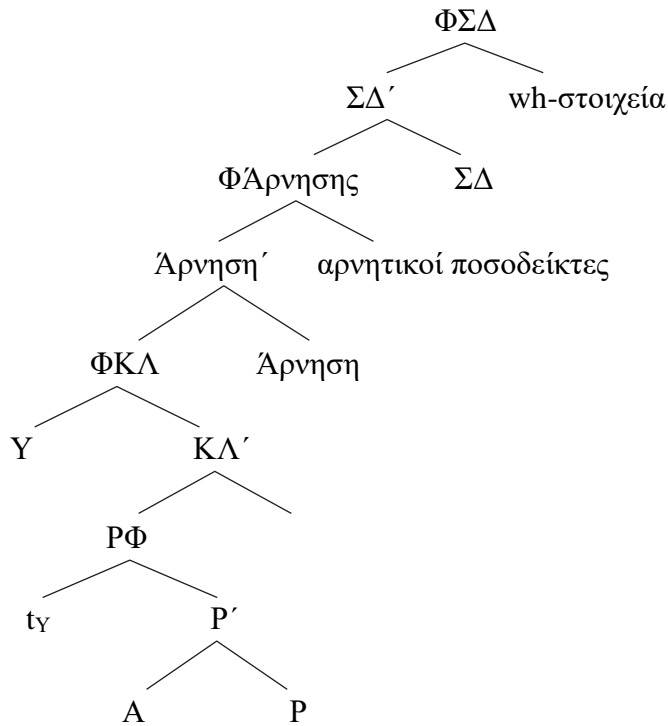 ΦΣΔ
ΣΔ΄ wh-στοιχεία
ΦΆρνησης ΣΔ
Άρνηση΄ αρνητικοί ποσοδείκτες
ΦΚΛ Άρνηση
Υ ΚΛ΄
ΡΦ
tΥ Ρ΄
Α Ρ